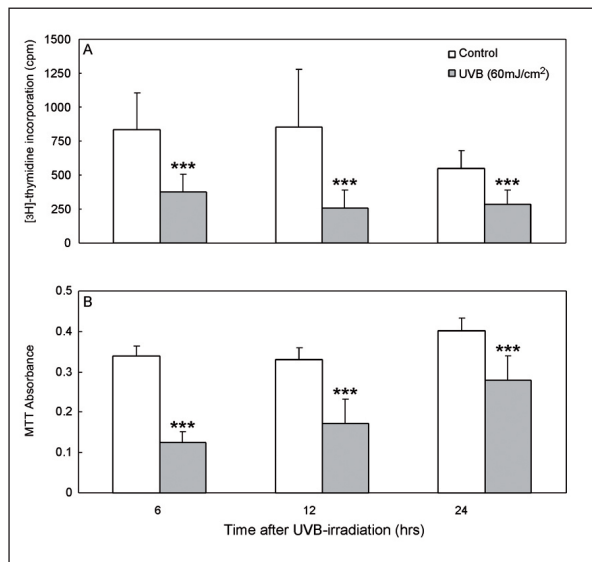 A
[3H]-thymidine incorporation (cpm)
1500
1250
1000
750
500
250
0
Control
UVB (60mJ/cm²)
***
***
***
B
MTT Absorbance
0.5
0.4
0.3
0.2
0.1
0
***
***
***
6 12 24
Time after UVB-irradiation (hrs)